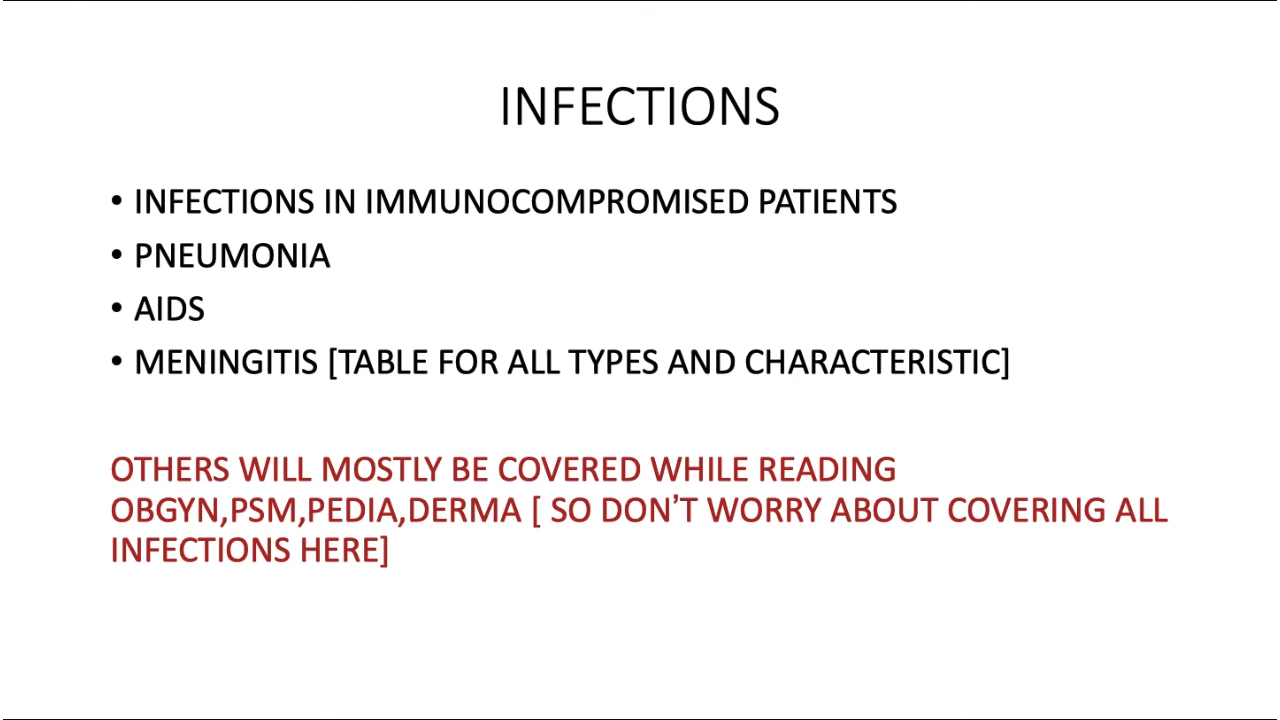 INFECTIONS
• INFECTIONS IN IMMUNOCOMPROMISED PATIENTS
• PNEUMONIA
• AIDS
• MENINGITIS [TABLE FOR ALL TYPES AND CHARACTERISTIC]
OTHERS WILL MOSTLY BE COVERED WHILE READING
OBGYN,PSM,PEDIA,DERMA [ SO DON’T WORRY ABOUT COVERING ALL
INFECTIONS HERE]